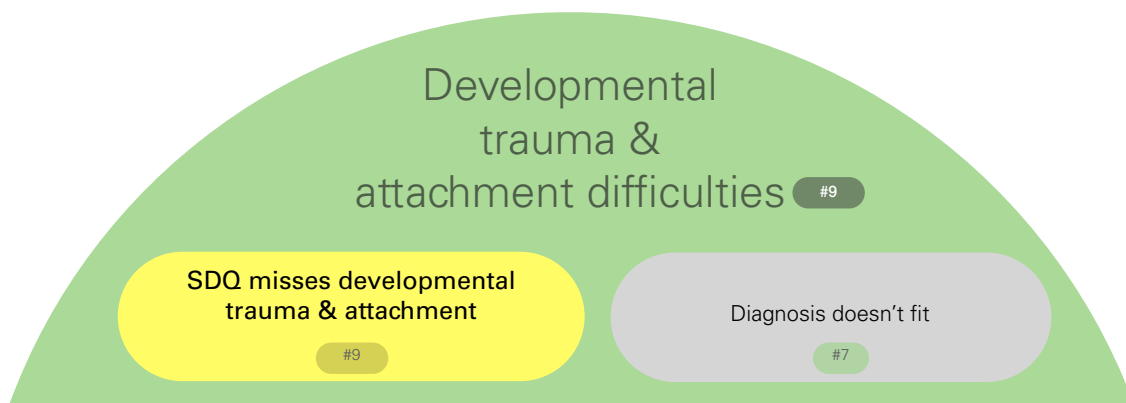 Developmental
trauma &
attachment difficulties #9
SDQ misses developmental
trauma & attachment
#9
Diagnosis doesn’t fit
#7